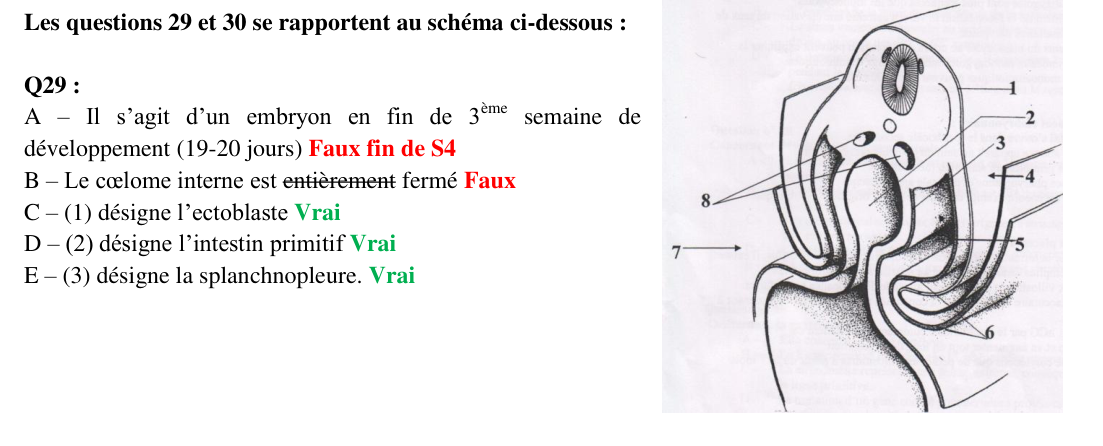 Les questions 29 et 30 se rapportent au schéma ci-dessous :
Q29 :
A – Il s’agit d’un embryon en fin de 3ème semaine de
développement (19-20 jours) Faux fin de S4
B – Le cœlome interne est entièrement fermé Faux
C – (1) désigne l’ectoblaste Vrai
D – (2) désigne l’intestin primitif Vrai
E – (3) désigne la splanchnopleure. Vrai
1
2
3
4
8
5
7
6